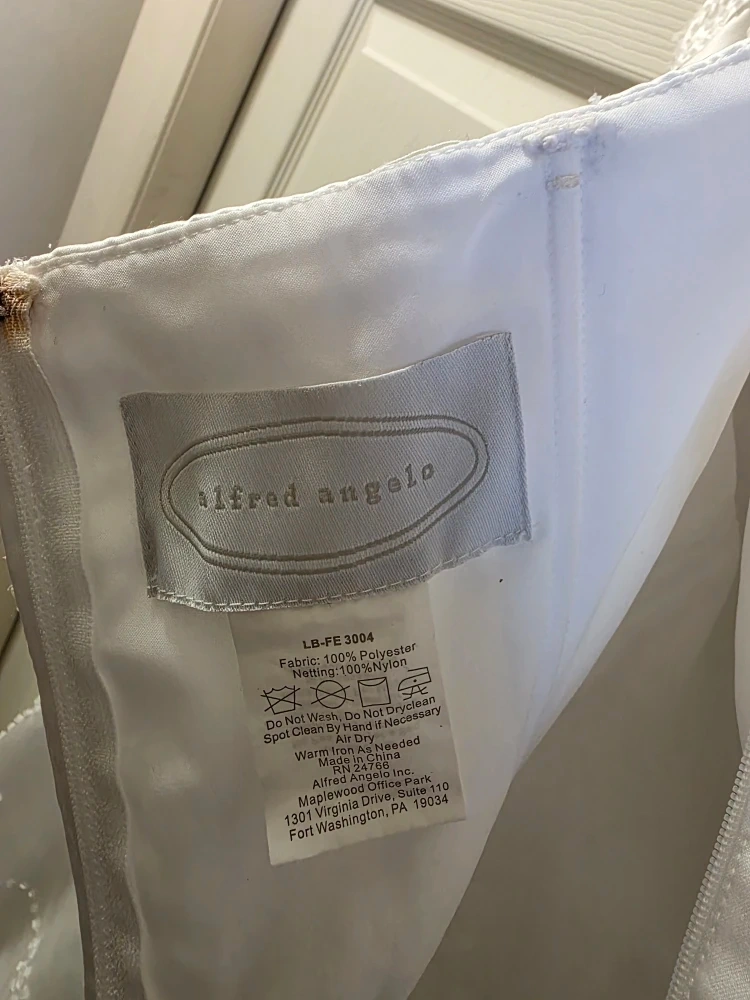 alfred angelo
LB-FE 3004
Fabric: 100% Polyester
Netting:100%Nylon
Do Not Wash, Do Not Dryclean
Spot Clean By Hand if Necessary
Air Dry
Warm Iron As Needed
Made in China
RN 24766
Alfred Angelo Inc.
Maplewood Office Park
1301 Virginia Drive, Suite 110
Fort Washington, PA 19034